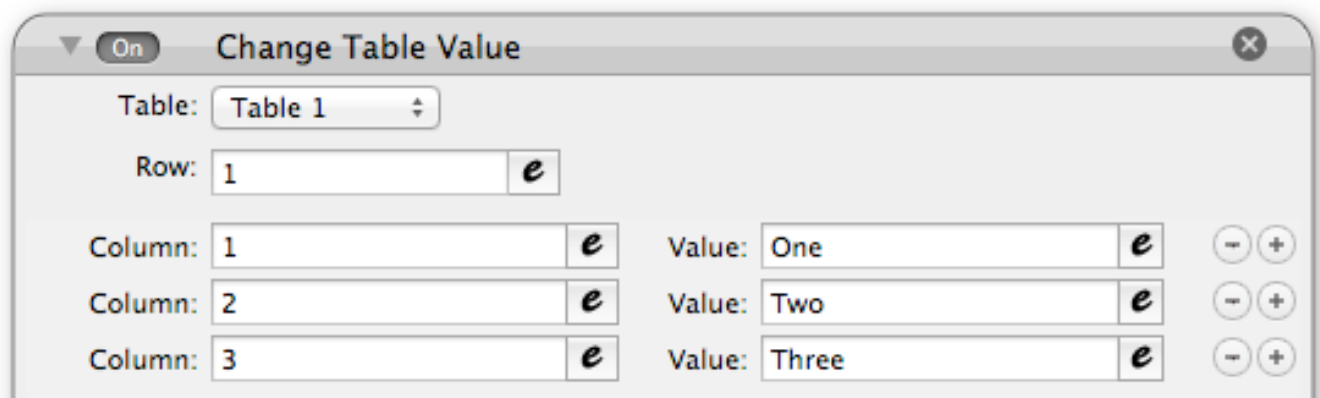 On Change Table Value
Table: Table 1
Row: 1 e
Column: 1 e Value: One e
Column: 2 e Value: Two e
Column: 3 e Value: Three e